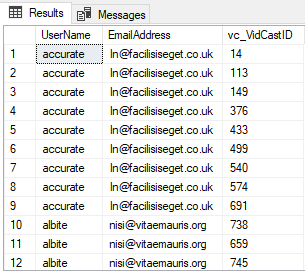 Results Messages
UserName EmailAddress vc_VidCastID
1 accurate In@facilisiseget.co.uk 14
2 accurate In@facilisiseget.co.uk 113
3 accurate In@facilisiseget.co.uk 149
4 accurate In@facilisiseget.co.uk 376
5 accurate In@facilisiseget.co.uk 433
6 accurate In@facilisiseget.co.uk 499
7 accurate In@facilisiseget.co.uk 540
8 accurate In@facilisiseget.co.uk 574
9 accurate In@facilisiseget.co.uk 691
10 albite nisi@vitaemauris.org 738
11 albite nisi@vitaemauris.org 659
12 albite nisi@vitaemauris.org 745